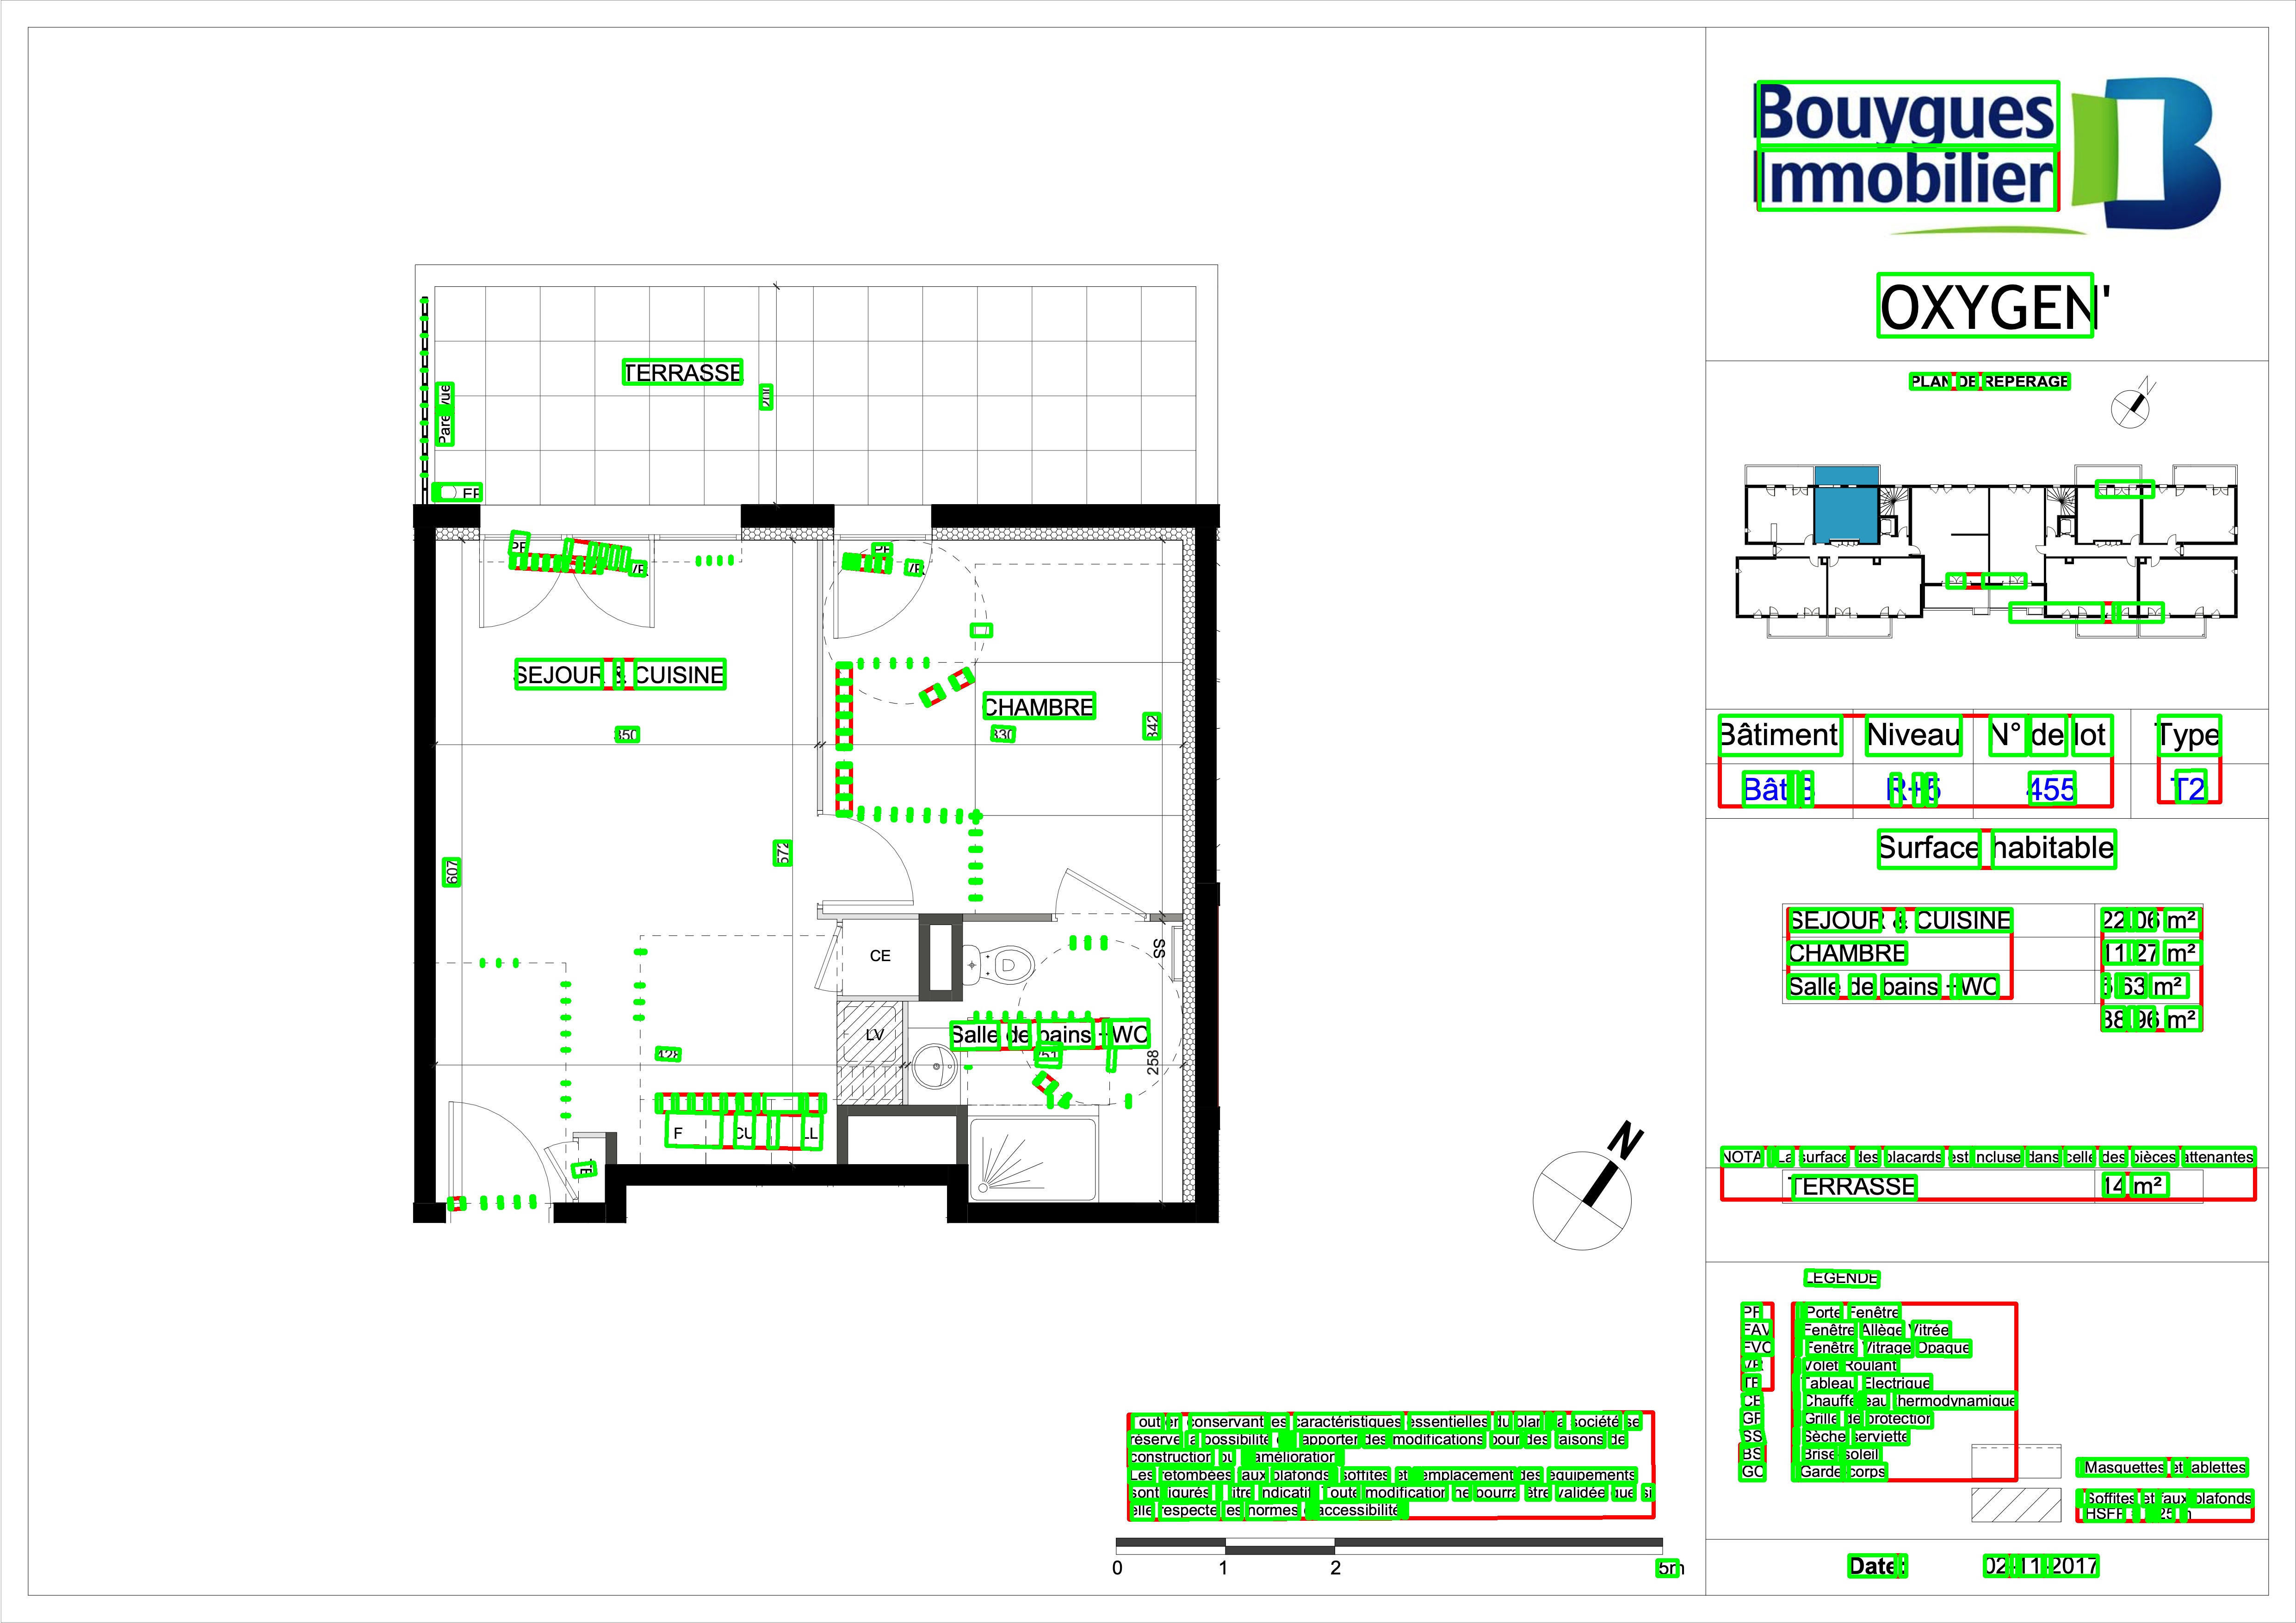 Bouygues
Immobilier
OXYGEN'
PLAN DE REPERAGE
N
Bâtiment Niveau N° de lot Type
Bât B R+5 455 T2
Surface habitable
SEJOUR & CUISINE 22.06 m²
CHAMBRE 11.27 m²
Salle de bains +WC 5.63 m²
38.96 m²
NOTA : La surface des placards est incluse dans celle des pièces attenantes
TERRASSE 14 m²
LEGENDE
PF : Porte Fenêtre
FAV : Fenêtre Allège Vitrée
FVO : Fenêtre Vitrage Opaque
VR : Volet Roulant
TE : Tableau Electrique
CE : Chauffe eau Thermodynamique
GP : Grille de protection
SS : Sèche serviette
BS : Brise-soleil
GC : Garde-corps
Masquettes et tablettes
Soffites et faux plafonds
Date: 02-11-2017
TERRASSE
200
Pare vue
EP
PF
VR
PF
VR
SEJOUR & CUISINE
CHAMBRE
350
330
342
572
607
CE
SS
LV
Salle de bains +WC
428
251
258
F
CU
LL
TE
N
Tout en conservant les caractéristiques essentielles du plan, la société se
réserve la possibilité d'apporter des modifications pour des raisons de
construction ou d'amélioration.
Les retombées, faux plafonds, soffites et l'emplacement des équipements
sont figurés à titre indicatif. Toute modification ne pourra être validée que si
elle respecte les normes d'accessibilité.
0 1 2 5m